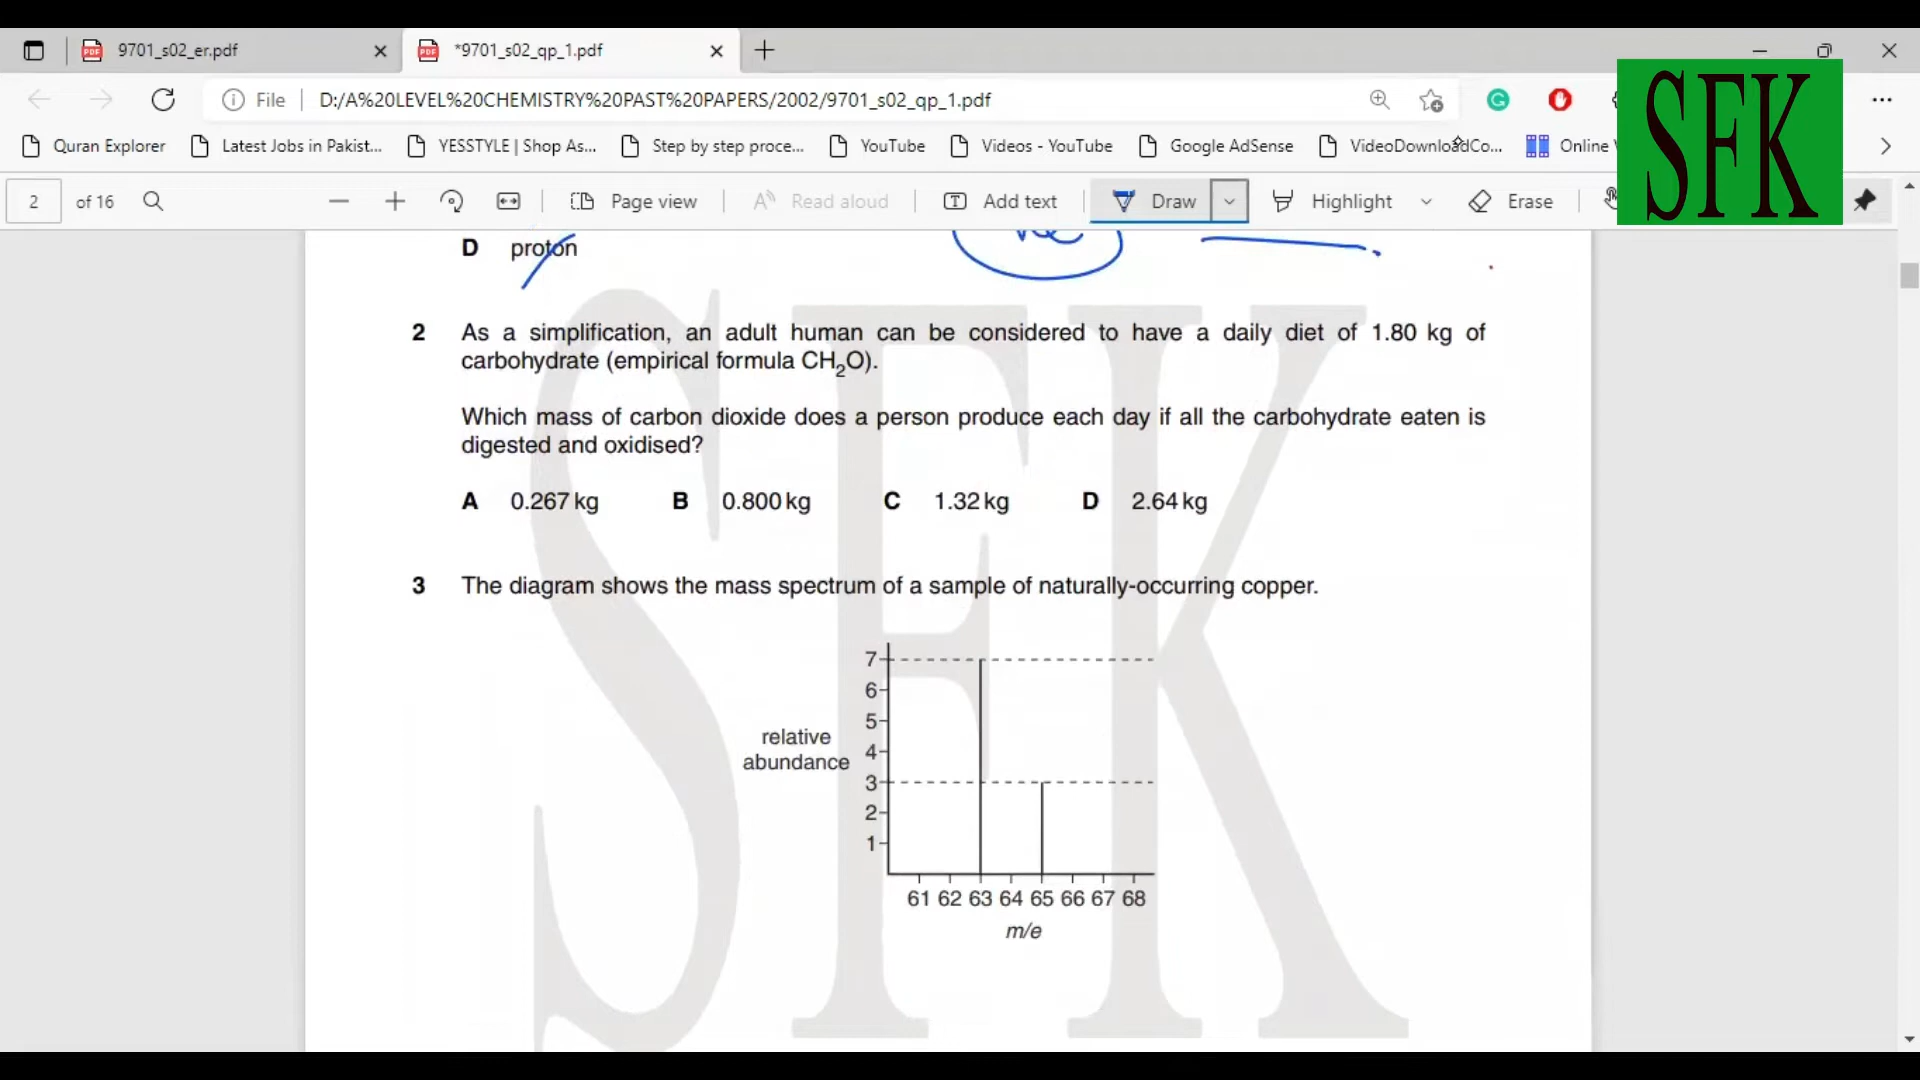 9701_s02_er.pdf
*9701_s02_qp_1.pdf
File D:/A%20LEVEL%20CHEMISTRY%20PAST%20PAPERS/2002/9701_s02_qp_1.pdf
SFK
Quran Explorer Latest Jobs in Pakist... YESSTYLE | Shop As... Step by step proce... YouTube Videos - YouTube Google AdSense VideoDownloadCo... Online
2 of 16 Page view Read aloud Add text Draw Highlight Erase
D proton
2 As a simplification, an adult human can be considered to have a daily diet of 1.80 kg of
carbohydrate (empirical formula CH₂O).
Which mass of carbon dioxide does a person produce each day if all the carbohydrate eaten is
digested and oxidised?
A 0.267 kg B 0.800 kg C 1.32 kg D 2.64 kg
3 The diagram shows the mass spectrum of a sample of naturally-occurring copper.
7
6
5
relative
abundance
4
3
2
1
61 62 63 64 65 66 67 68
m/e
SFK